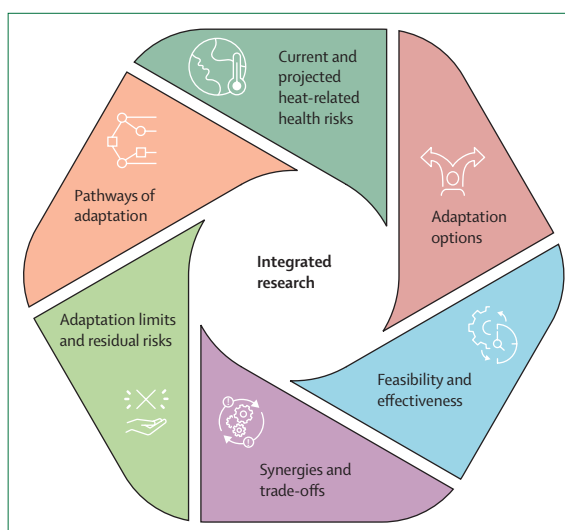 Current and
projected
heat-related
health risks
Adaptation
options
Feasibility and
effectiveness
Synergies and
trade-offs
Adaptation limits
and residual risks
Pathways of
adaptation
Integrated
research